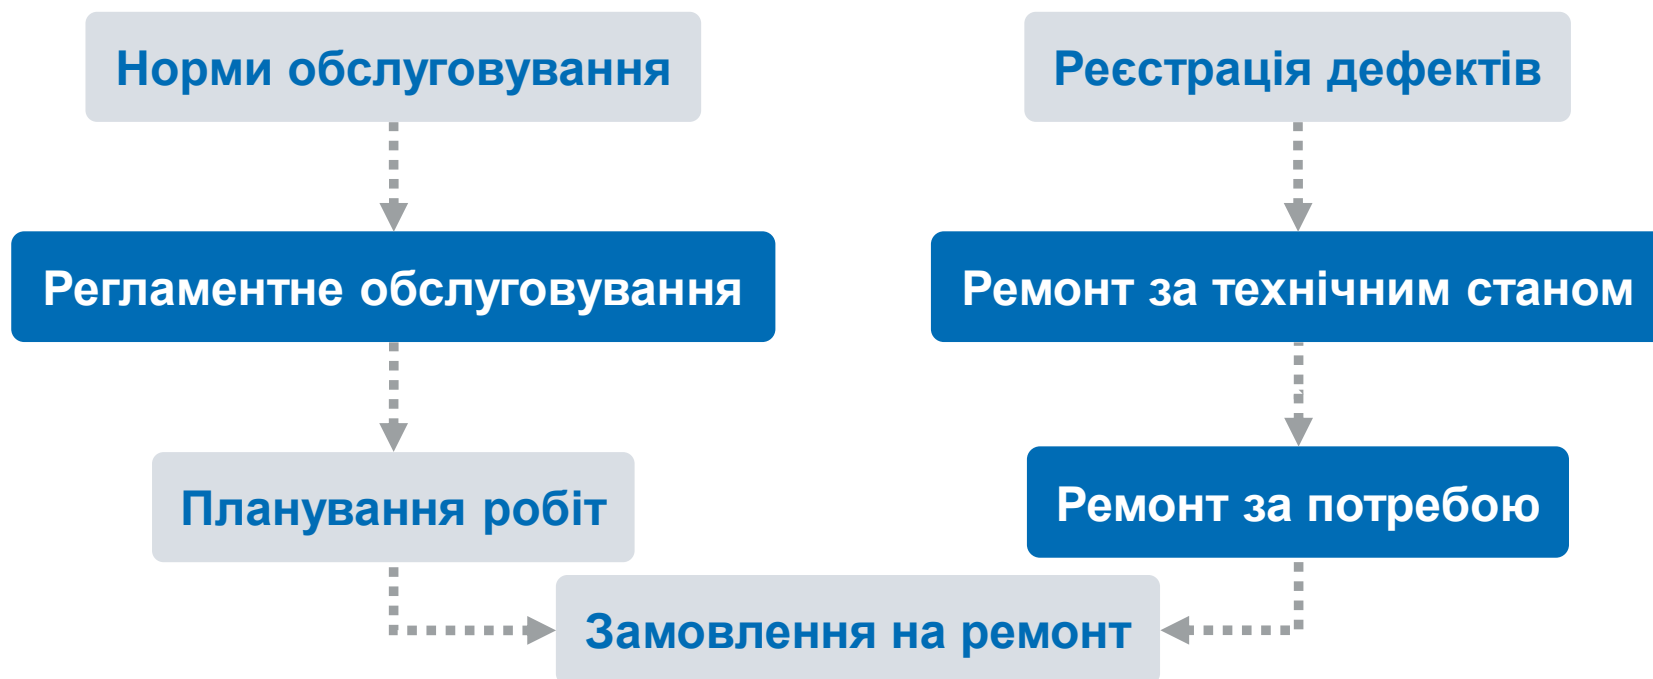 Норми обслуговування
Реєстрація дефектів
Регламентне обслуговування
Ремонт за технічним станом
Планування робіт
Ремонт за потребою
Замовлення на ремонт